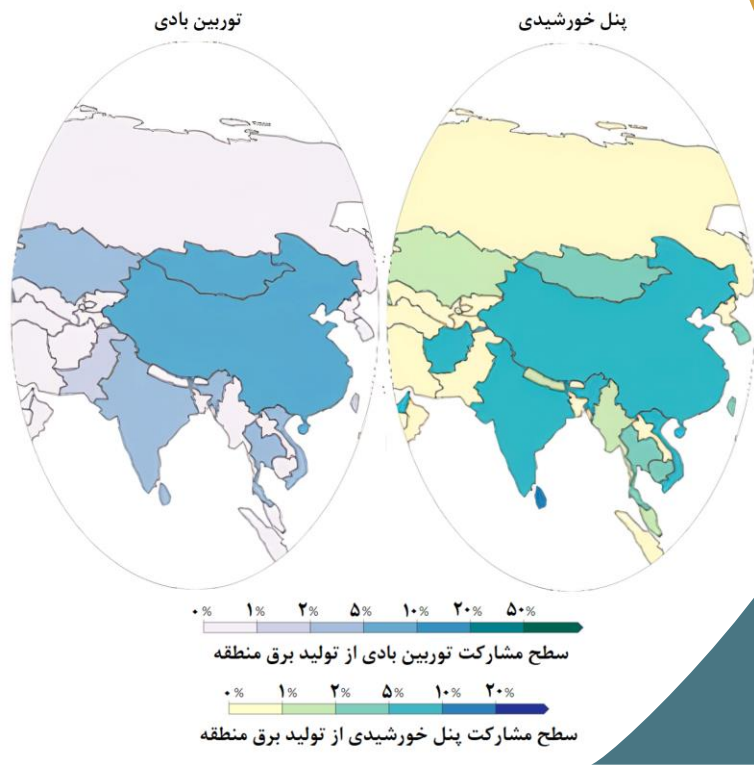 پنل خورشیدی
توربین بادی
۰% ۱% ۲% ۵% ۱۰% ۲۰% ۵۰%
سطح مشارکت توربین بادی از تولید برق منطقه
۰% ۱% ۲% ۵% ۱۰% ۲۰%
سطح مشارکت پنل خورشیدی از تولید برق منطقه